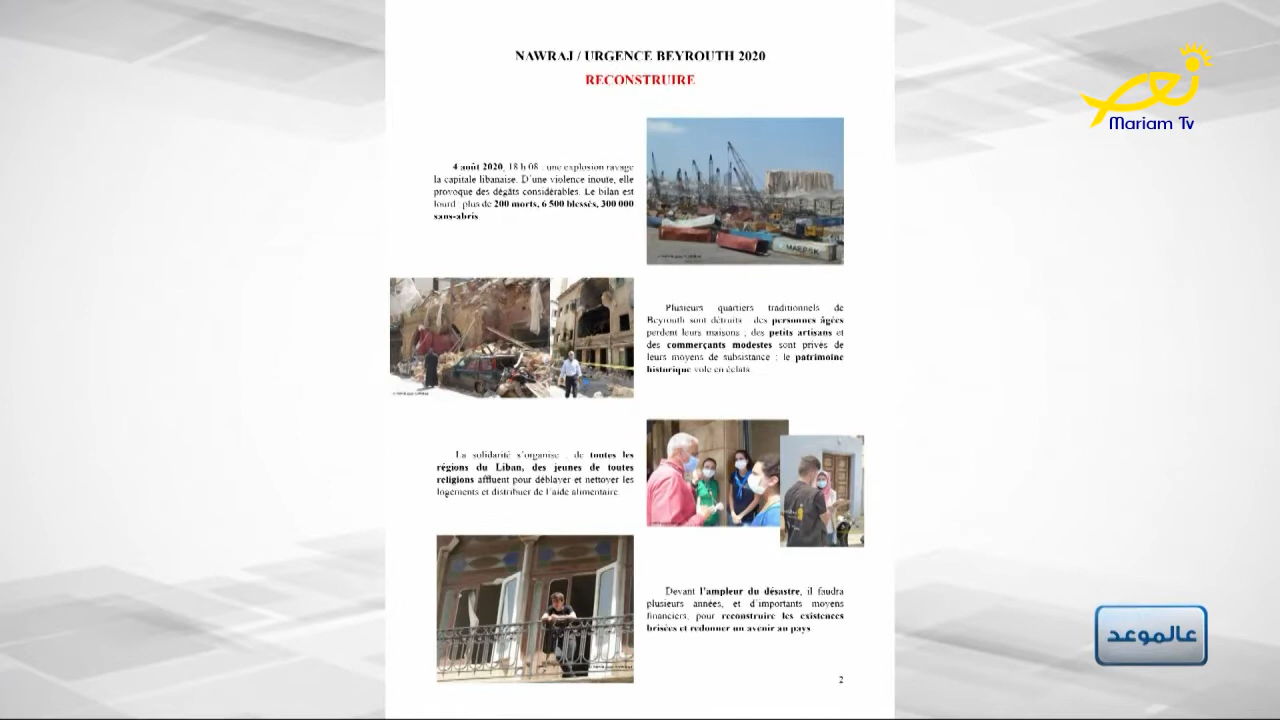 NAWRAJ / URGENCE BEYROUTH 2020
RECONSTRUIRE
نعم
Mariam Tv
4 août 2020, 18 h 08 : une explosion ravage
la capitale libanaise. D'une violence inouïe, elle
provoque des dégâts considérables. Le bilan est
lourd : plus de 200 morts, 6 500 blessés, 300 000
sans-abris
MAERSK
Plusieurs quartiers traditionnels de
Beyrouth sont détruits : des personnes âgées
perdent leurs maisons ; des petits artisans et
des commerçants modestes sont privés de
leurs moyens de subsistance ; le patrimoine
historique vole en éclats.
La solidarité s'organise : de toutes les
régions du Liban, des jeunes de toutes
religions affluent pour déblayer et nettoyer les
logements et distribuer de l'aide alimentaire.
Devant l'ampleur du désastre, il faudra
plusieurs années, et d'importants moyens
financiers, pour reconstruire les existences
brisées et redonner un avenir au pays
2
عالموعد